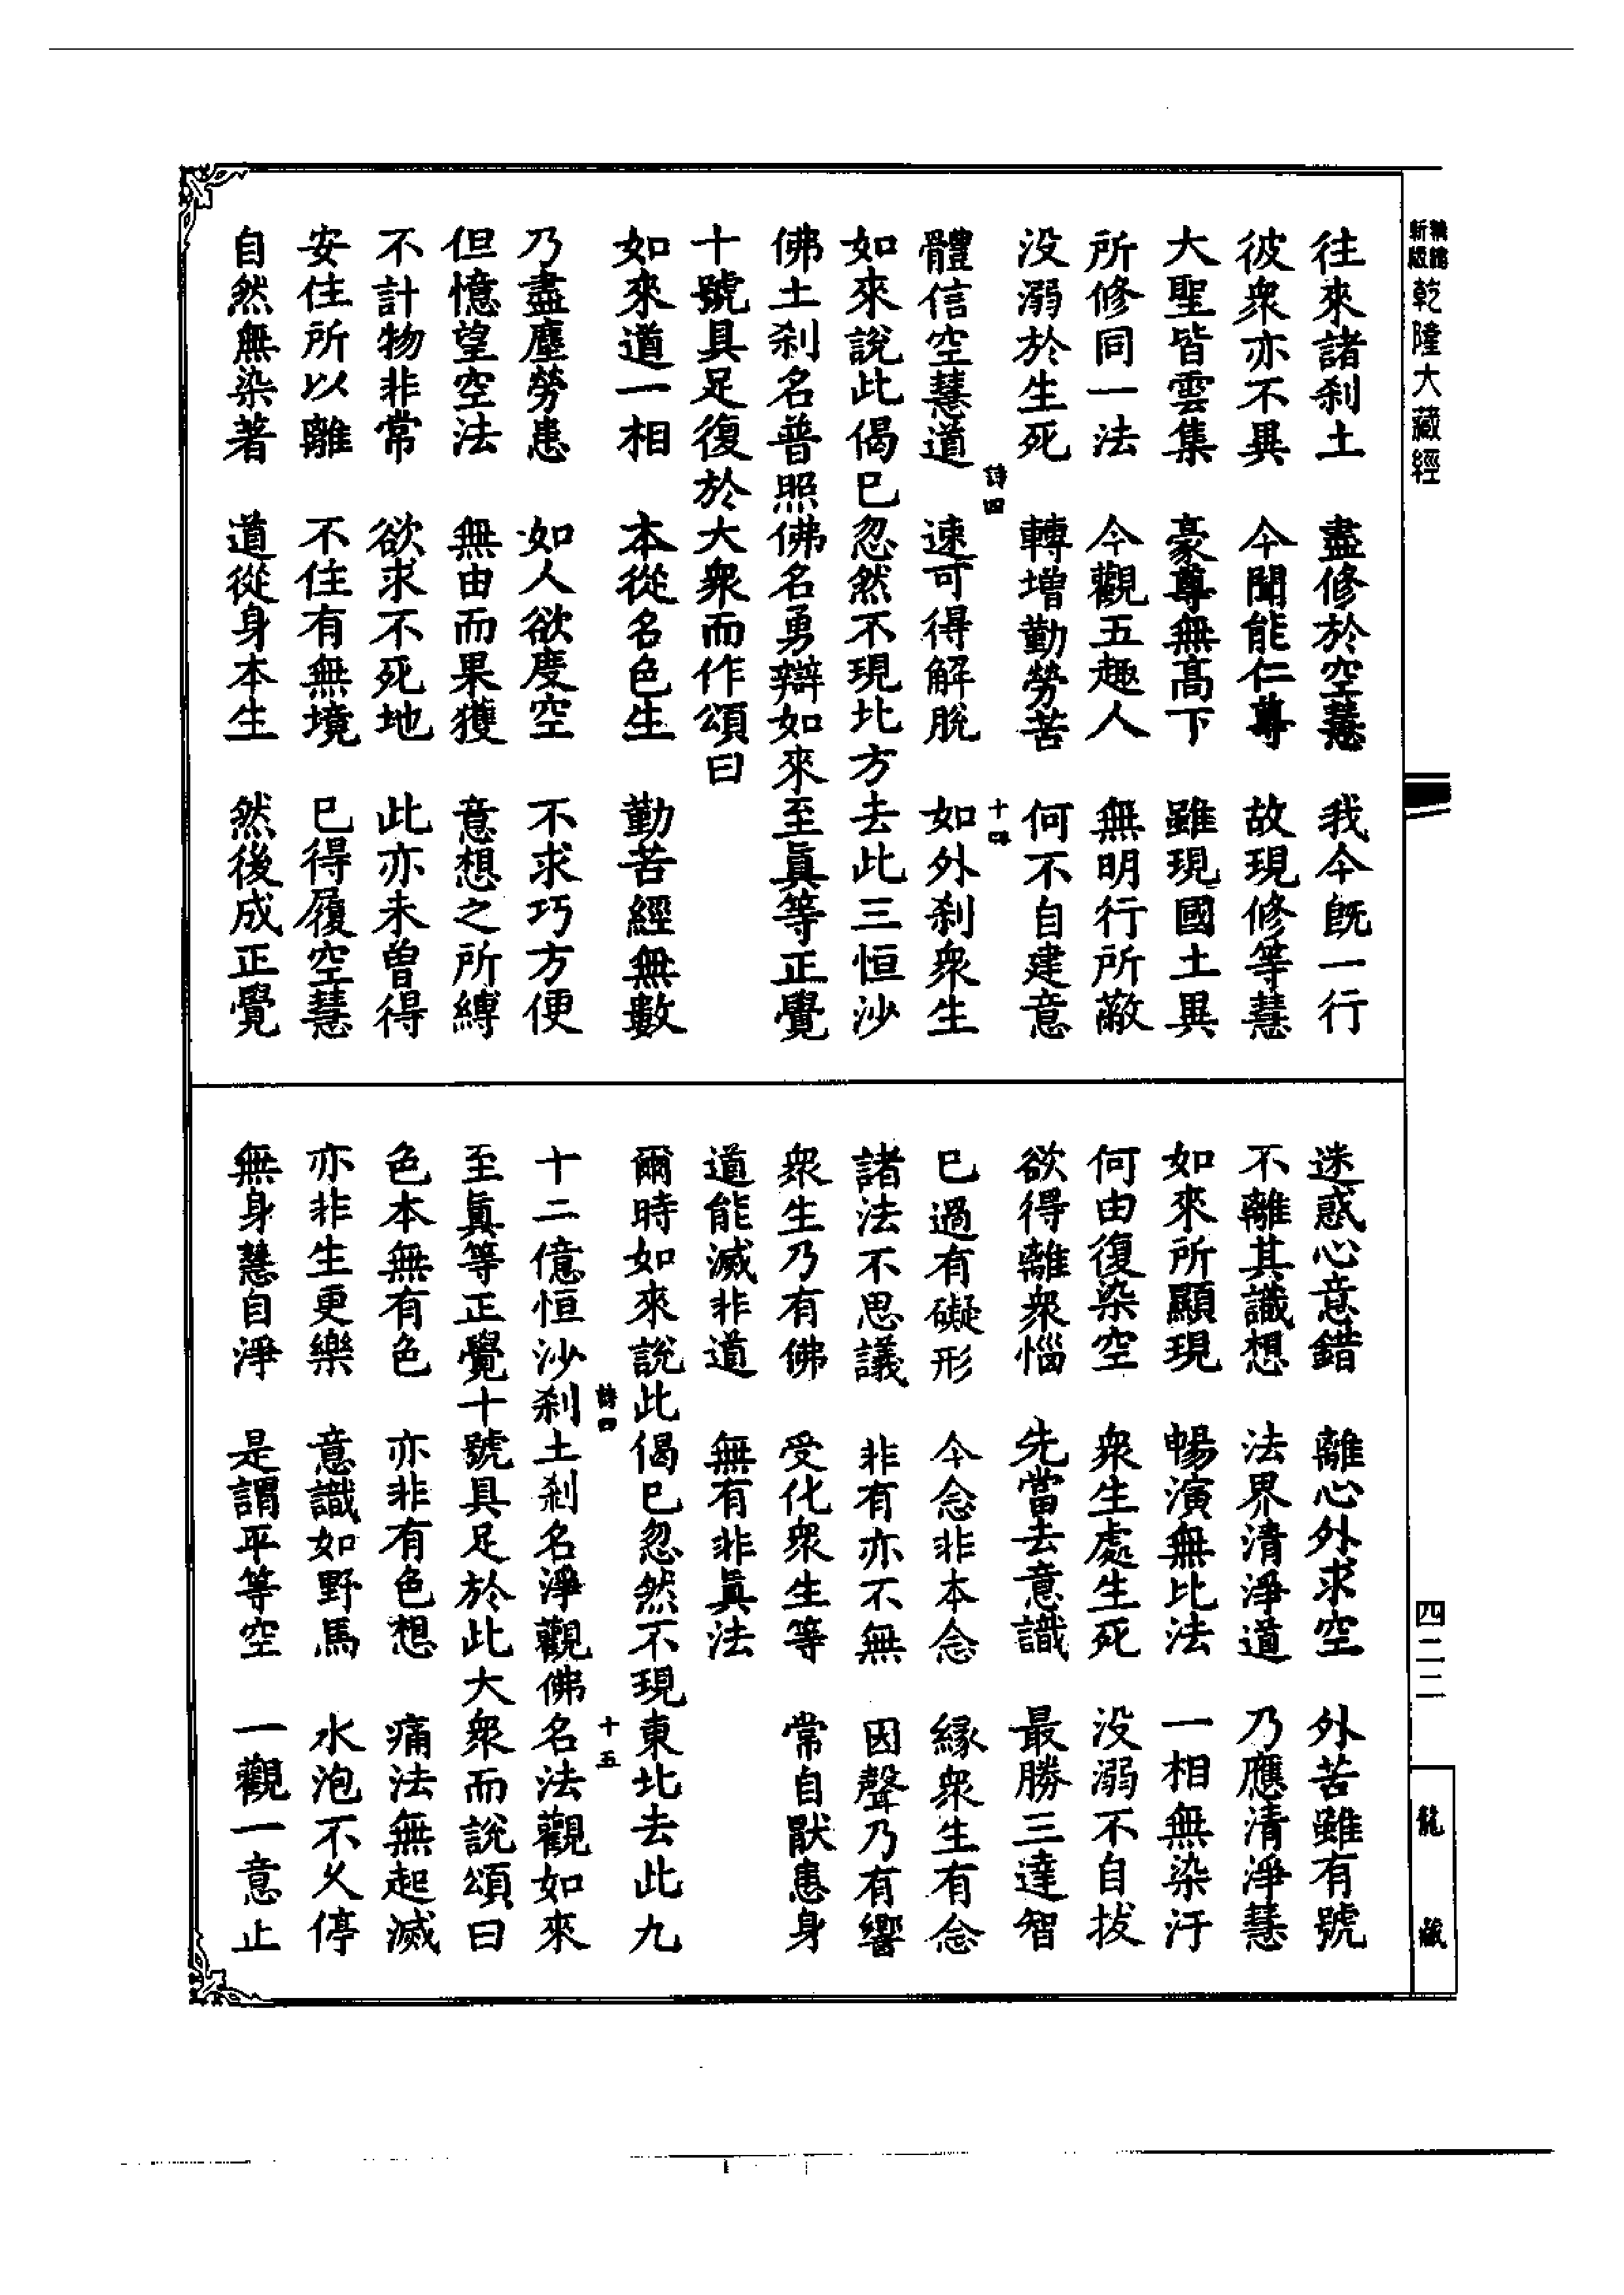 新編縮版乾隆大藏經
往來諸刹土　盡修於空慧　我今旣一行
彼衆亦不異　今聞能仁尊　故現修等慧
大聖皆雲集　豪尊無高下　雖現國土異
所修同一法　今觀五趣人　無明行所蔽
没溺於生死　轉增勤勞苦　何不自建意
詩四　十四
體信空慧道　速可得解脫　如外刹衆生
如來說此偈已忽然不現北方去此三恒沙
佛土刹名普照佛名勇辯如來至眞等正覺
十號具足復於大衆而作頌曰
如來道一相　本從名色生　勤苦經無數
乃盡塵勞患　如人欲度空　不求巧方便
但憶望空法　無由而果獲　意想之所縛
不計物非常　欲求不死地　此亦未曾得
安住所以離　不住有無境　已得履空慧
自然無染著　道從身本生　然後成正覺
迷惑心意錯　離心外求空　外苦雖有號
不離其識想　法界清淨道　乃應清淨慧
如來所顯現　暢演無比法　一相無染汙
何由復染空　衆生處生死　没溺不自拔
欲得離衆惱　先當去意識　最勝三達智
已過有礙形　今念非本念　緣衆生有念
諸法不思議　非有亦不無　因聲乃有響
衆生乃有佛　受化衆生等　常自猒患身
道能滅非道　無有非眞法
爾時如來說此偈已忽然不現東北去此九
詩四　十五
十二億恒沙刹土刹名淨觀佛名法觀如來
至眞等正覺十號具足於此大衆而說頌曰
色本無有色　亦非有色想　痛法無起滅
亦非生更樂　意識如野馬　水泡不久停
無身慧自淨　是謂平等空　一觀一意止
四二二
龍藏